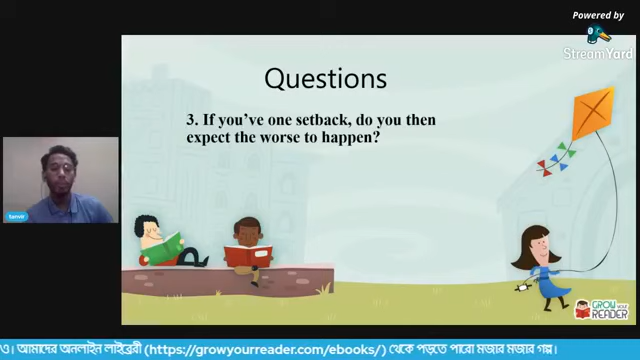 Powered by
StreamYard
Questions
3. If you've one setback, do you then
expect the worse to happen?
tanvir
GROW YOUR
READER
ও। আমাদের অনলাইন লাইব্রেরী (https://growyourreader.com/ebooks/) থেকে পড়তে পারো মজার মজার গল্প।